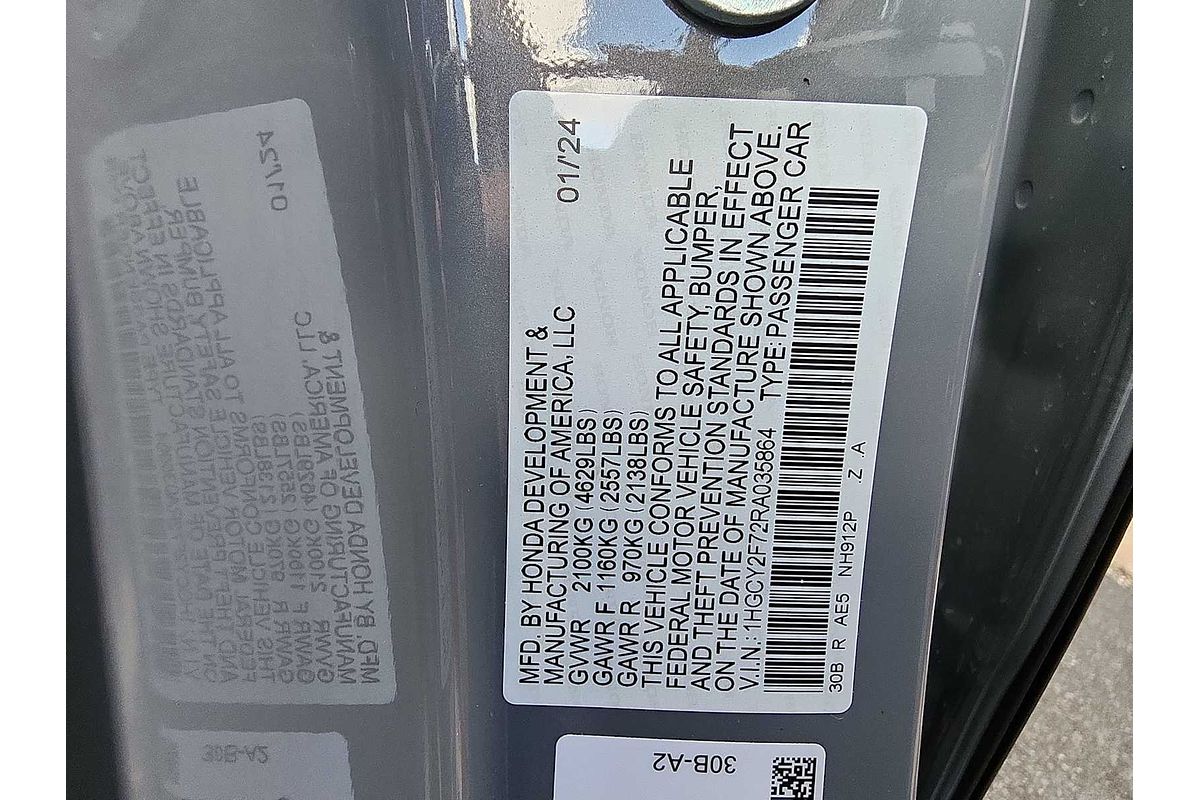 MFD. BY HONDA DEVELOPMENT &
MANUFACTURING OF AMERICA, LLC 01/'24
GVWR 2100KG (4629LBS)
GAWR F 1160KG (2557LBS)
GAWR R 970KG (2138LBS)
THIS VEHICLE CONFORMS TO ALL APPLICABLE
FEDERAL MOTOR VEHICLE SAFETY, BUMPER,
AND THEFT PREVENTION STANDARDS IN EFFECT
ON THE DATE OF MANUFACTURE SHOWN ABOVE.
V.I.N.: 1HGCY2F72RA035864 TYPE: PASSENGER CAR
30B R AE5 NH912P Z .A
30B-A2